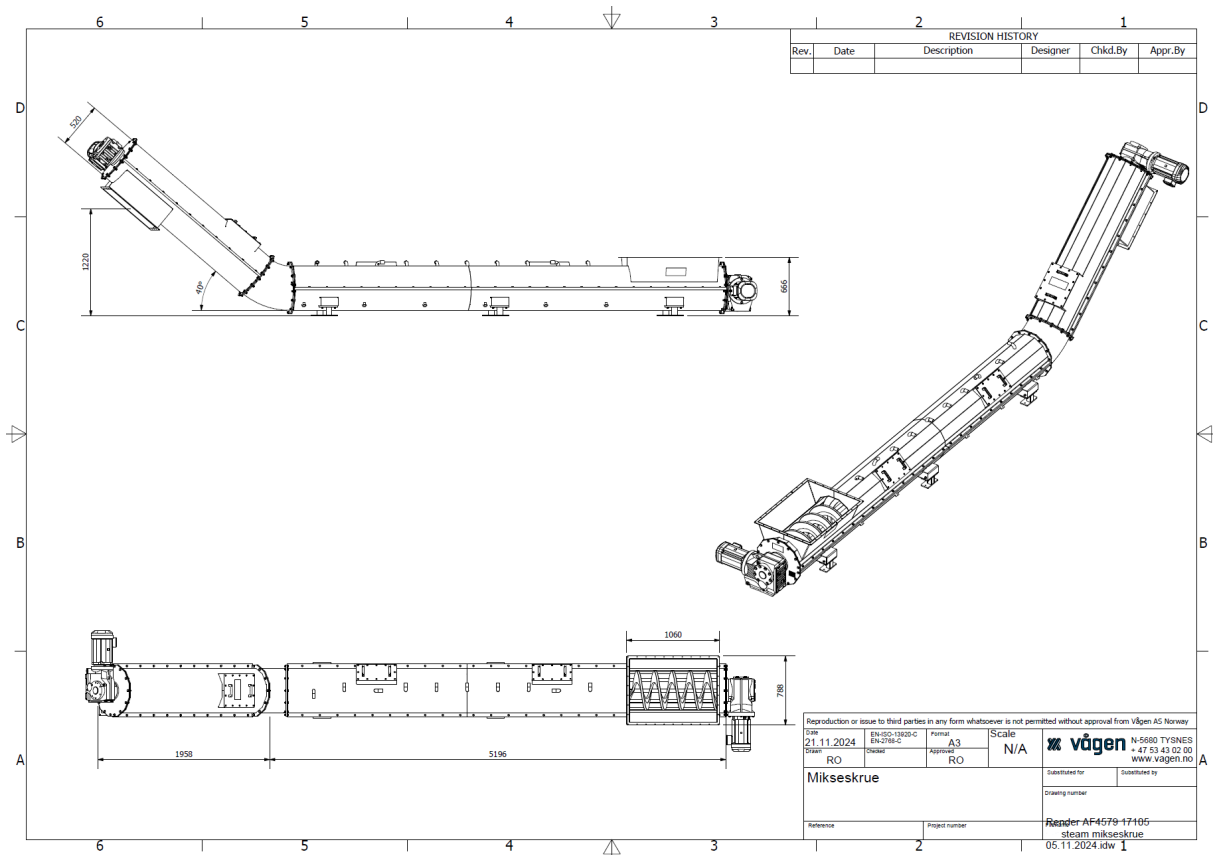 6 5 4 3 2 1
REVISION HISTORY
Rev. Date Description Designer Chkd.By Appr.By
D D
520
1220
40°
666
C C
B B
1060
788
1958
5196
A A
Reproduction or issue to third parties in any form whatsoever is not permitted without approval from Vågen AS Norway
Date EN-ISO-13920-C Format Scale
21.11.2024 EN-2768-C A3 N/A
Drawn Checked Approved
RO RO
vågen
N-5680 TYSNES
+ 47 53 43 02 00
www.vagen.no
Mikseskrue
Substituted for Substituted by
Drawing number
Reference Project number
Render AF4579 17105
steam mikseskrue
05.11.2024.idw
6 5 4 3 2 1